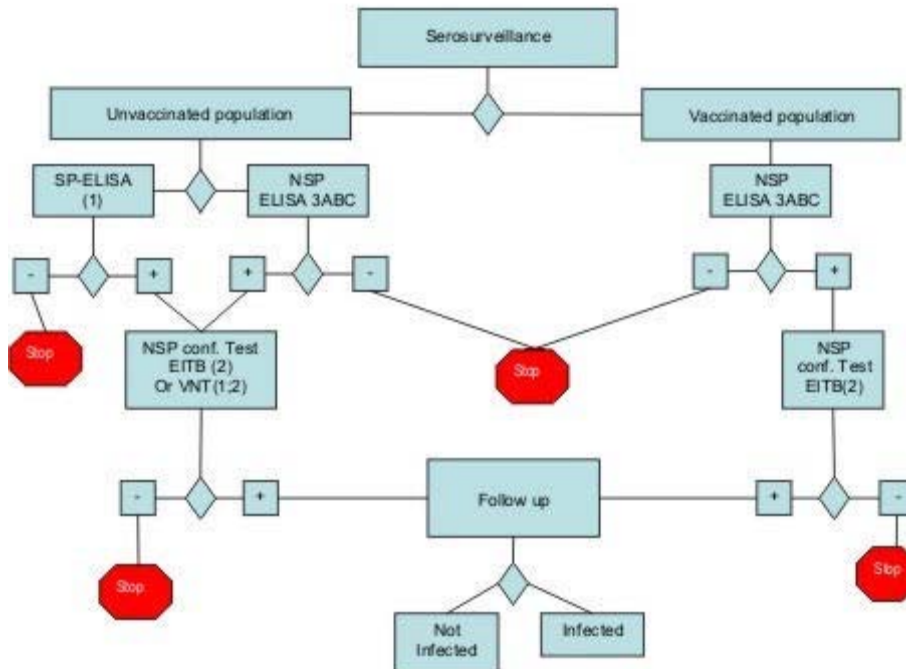 Serosurveillance
Unvaccinated population
Vaccinated population
SP-ELISA
(1)
NSP
ELISA 3ABC
NSP
ELISA 3ABC
-
+
+
-
-
+
Stop
NSP conf. Test
EITB (2)
Or VNT(1;2)
Stop
NSP
conf. Test
EITB(2)
-
+
Follow up
+
-
Stop
Stop
Not
Infected
Infected